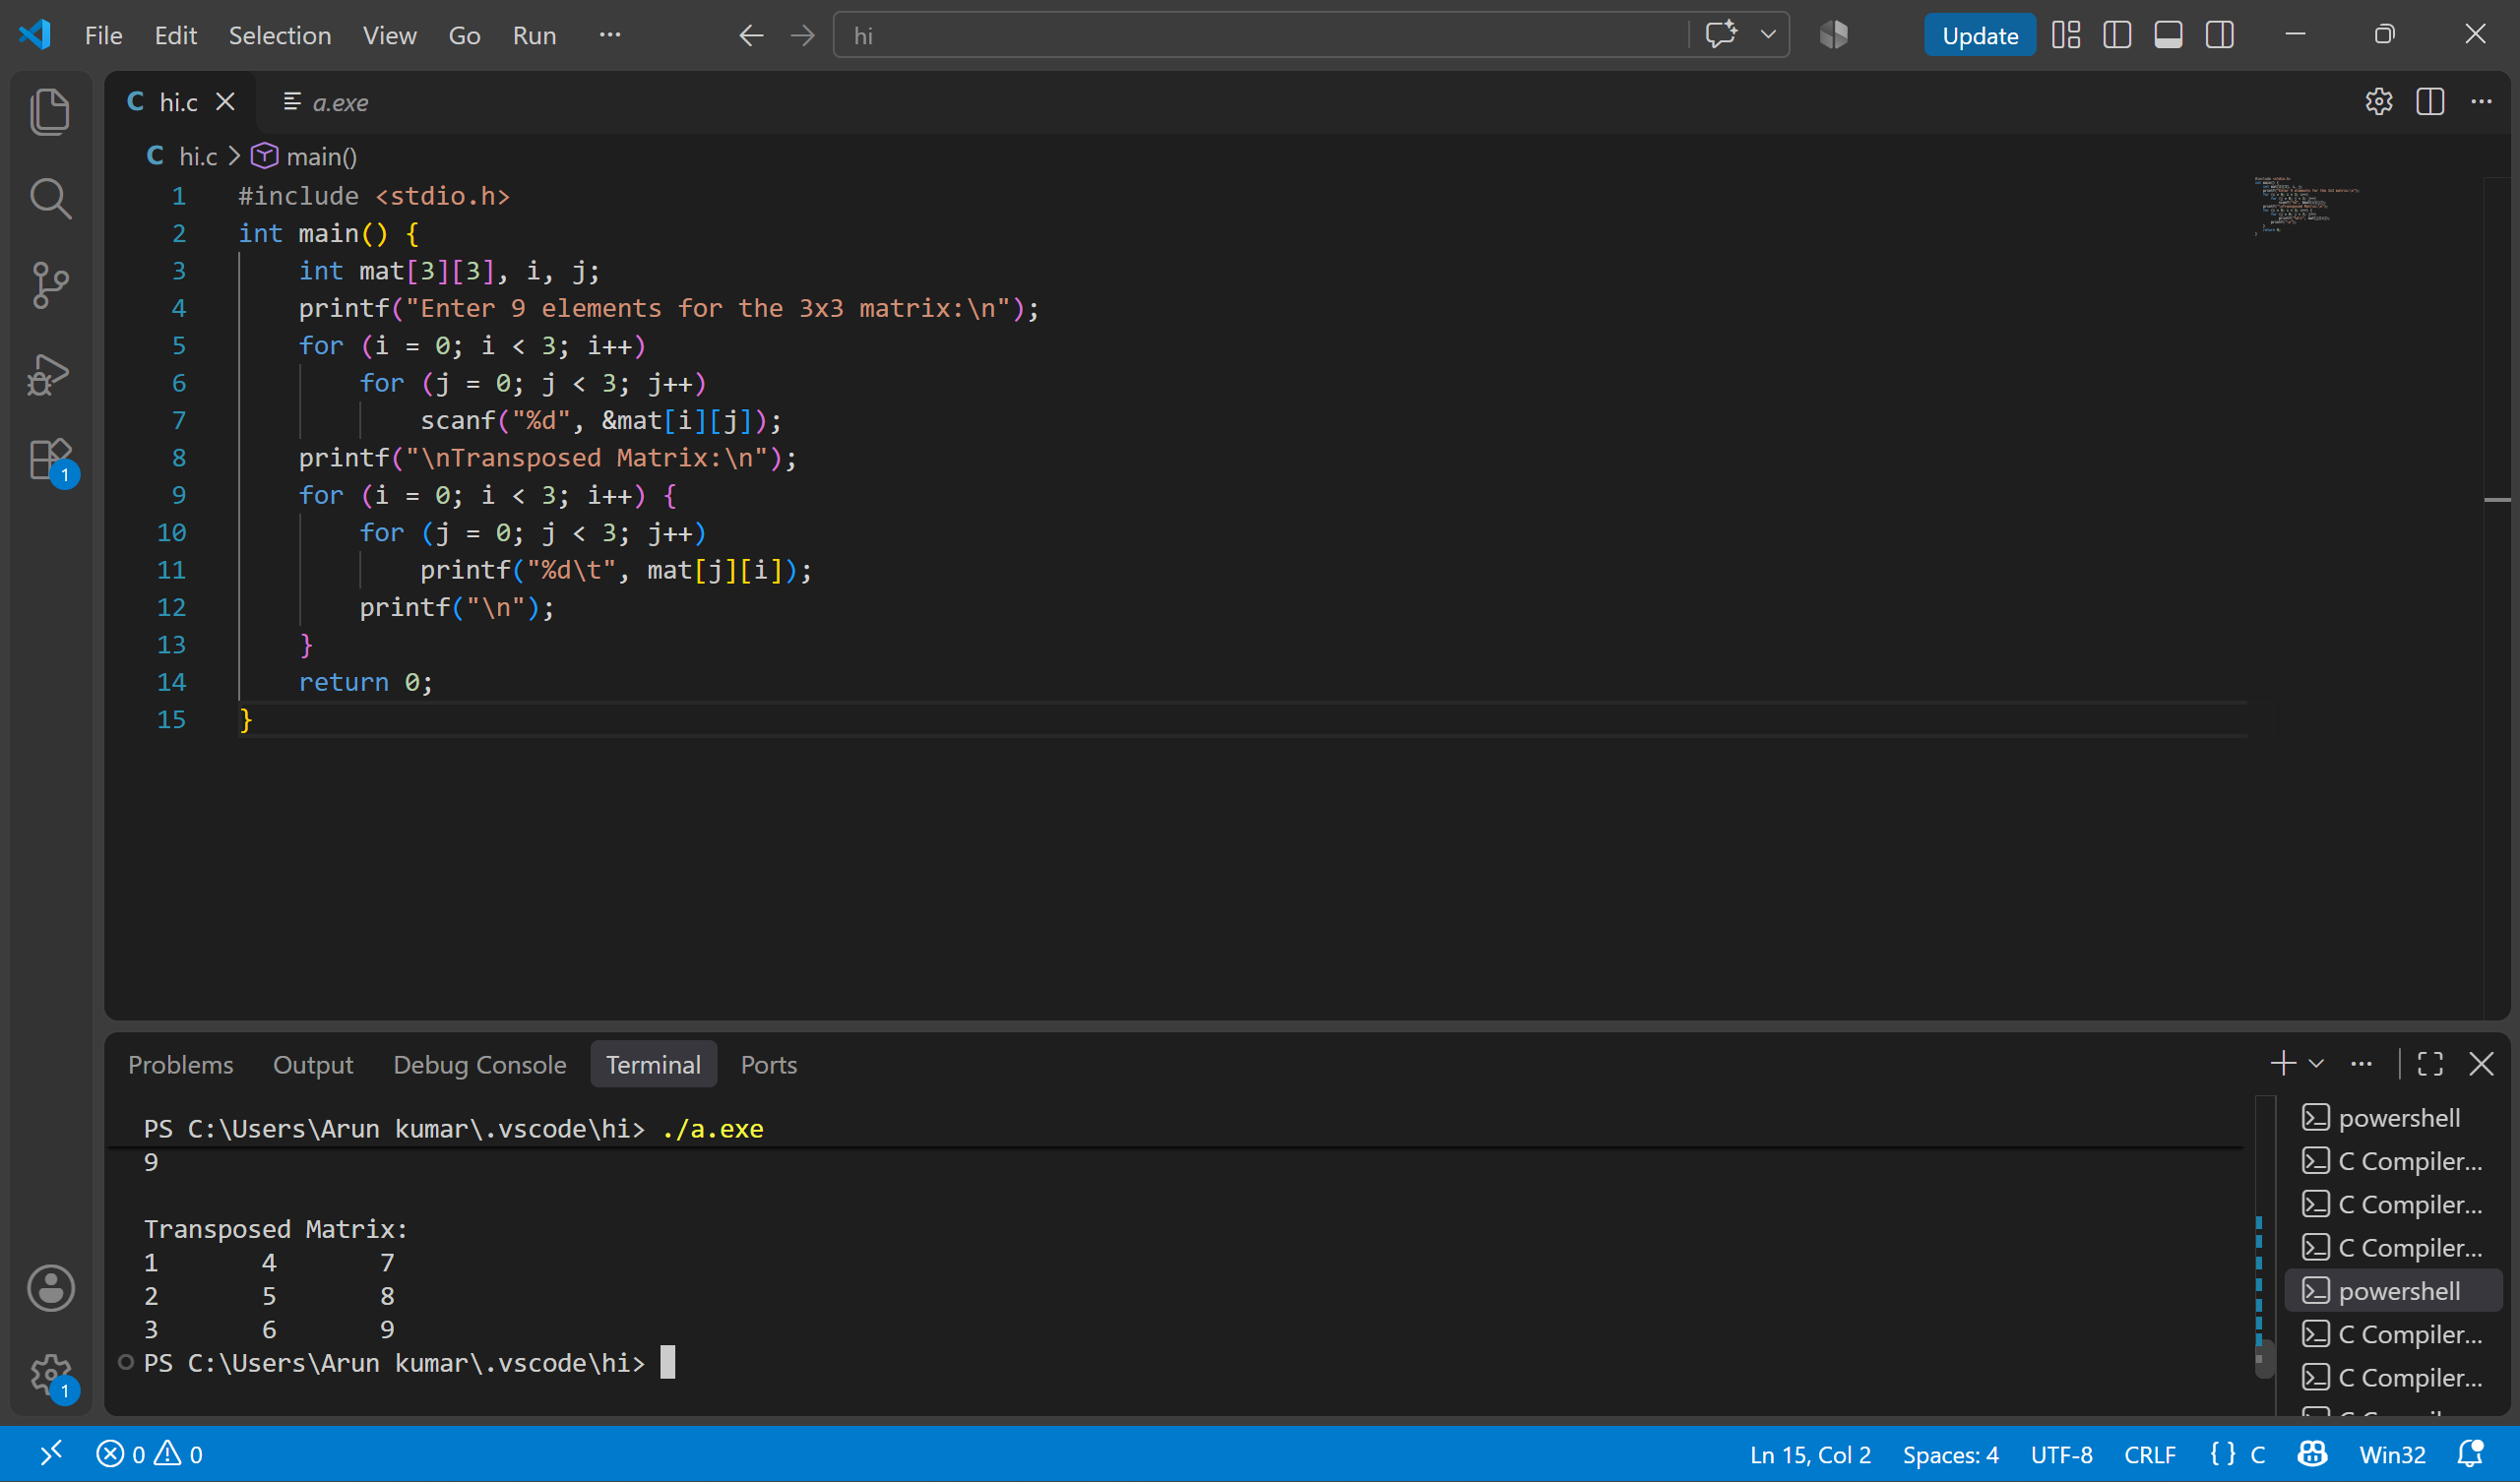 File Edit Selection View Go Run ··· hi Update
C hi.c a.exe
C hi.c > main()
1 #include <stdio.h>
2 int main() {
3     int mat[3][3], i, j;
4     printf("Enter 9 elements for the 3x3 matrix:\n");
5     for (i = 0; i < 3; i++)
6         for (j = 0; j < 3; j++)
7             scanf("%d", &mat[i][j]);
8     printf("\nTransposed Matrix:\n");
9     for (i = 0; i < 3; i++) {
10         for (j = 0; j < 3; j++)
11             printf("%d\t", mat[j][i]);
12         printf("\n");
13     }
14     return 0;
15 }
1
Problems Output Debug Console Terminal Ports
PS C:\Users\Arun kumar\.vscode\hi> ./a.exe
9
Transposed Matrix:
1 4 7
2 5 8
3 6 9
PS C:\Users\Arun kumar\.vscode\hi>
powershell
C Compiler...
C Compiler...
C Compiler...
powershell
C Compiler...
C Compiler...
1
0 0 Ln 15, Col 2 Spaces: 4 UTF-8 CRLF {} C Win32